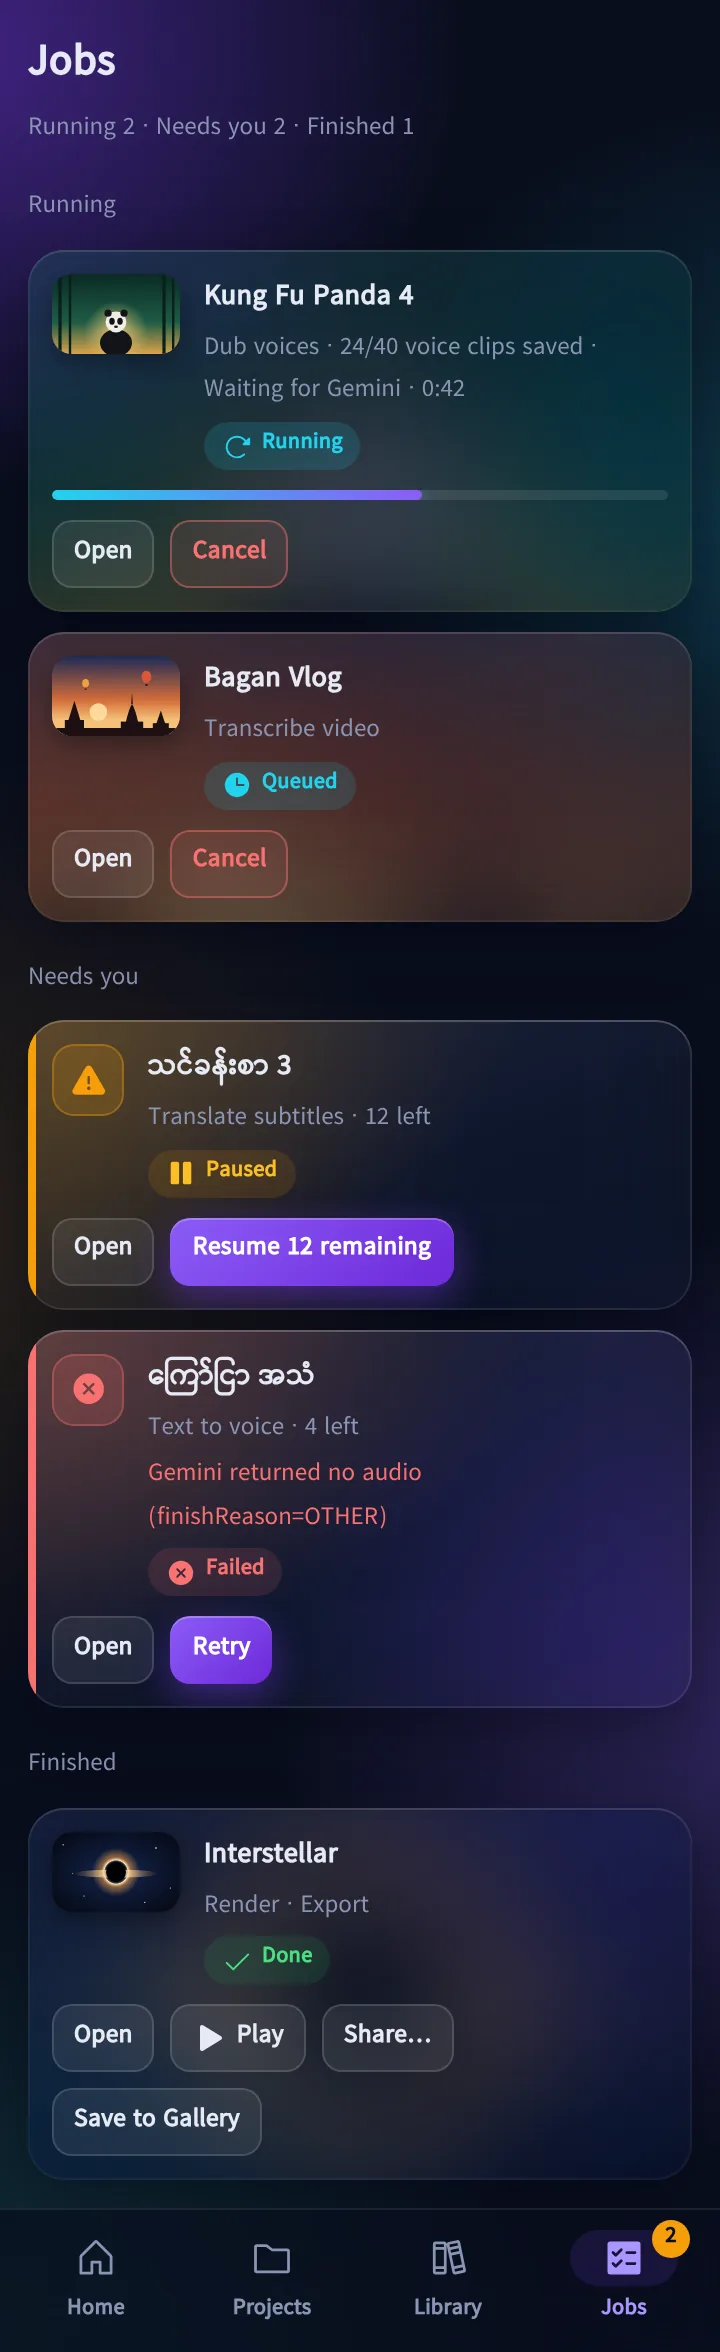 Jobs
Running 2 · Needs you 2 · Finished 1
Running
Kung Fu Panda 4
Dub voices · 24/40 voice clips saved ·
Waiting for Gemini · 0:42
Running
Open
Cancel
Bagan Vlog
Transcribe video
Queued
Open
Cancel
Needs you
သင်ခန်းစာ 3
Translate subtitles · 12 left
Paused
Open
Resume 12 remaining
ကြော်ငြာ အသံ
Text to voice · 4 left
Gemini returned no audio
(finishReason=OTHER)
Failed
Open
Retry
Finished
Interstellar
Render · Export
Done
Open
Play
Share...
Save to Gallery
2
Home
Projects
Library
Jobs